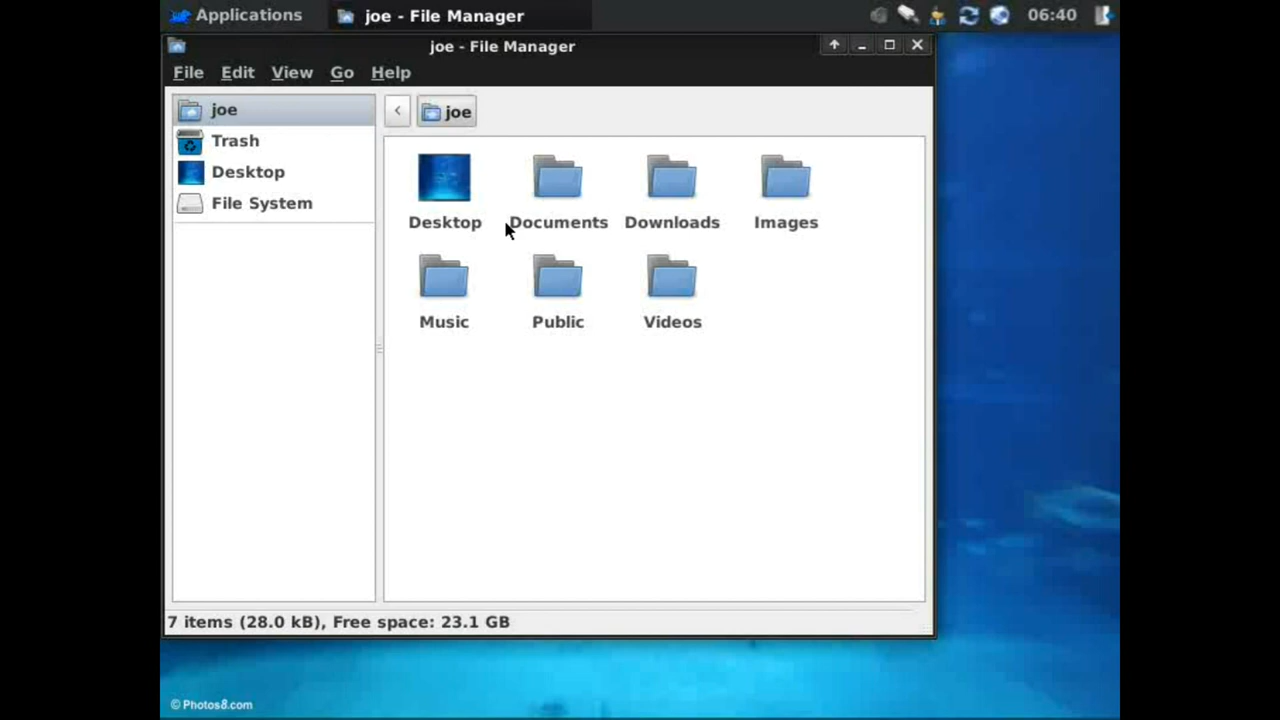 Applications joe - File Manager 06:40
joe - File Manager
File Edit View Go Help
joe
Trash
Desktop
File System
joe
Desktop Documents Downloads Images
Music Public Videos
7 items (28.0 kB), Free space: 23.1 GB
© Photos8.com